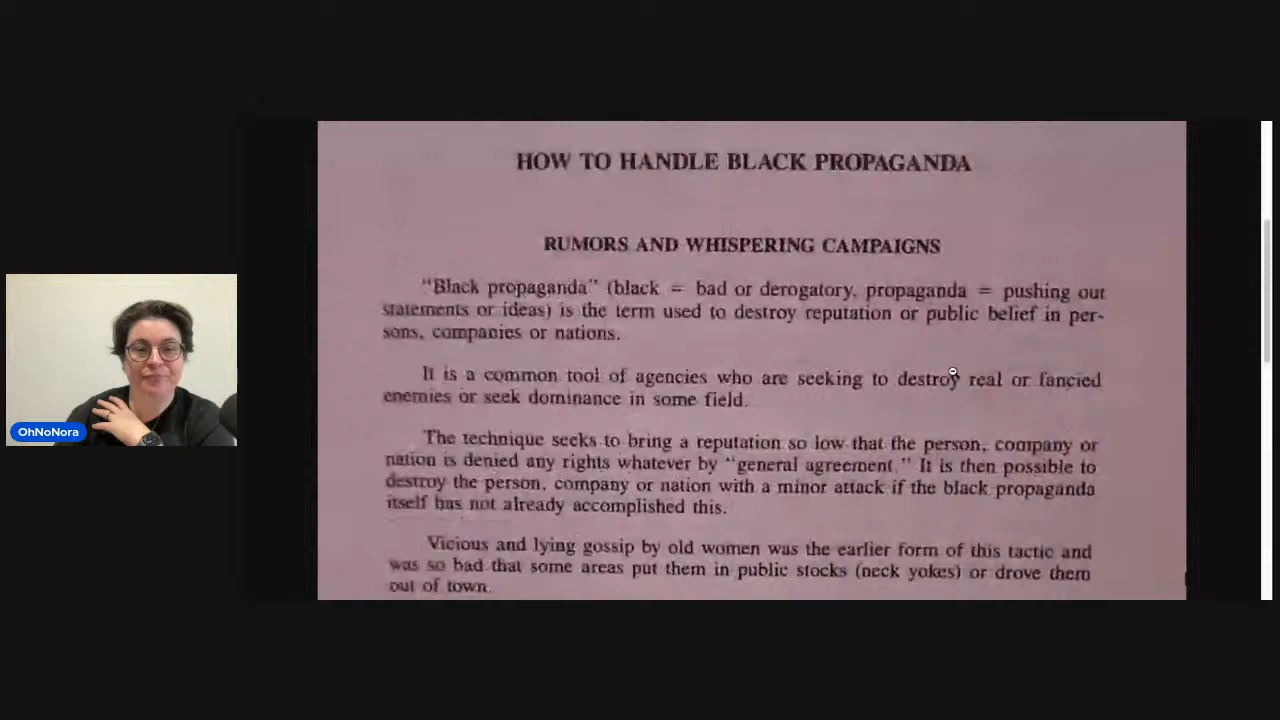 HOW TO HANDLE BLACK PROPAGANDA
RUMORS AND WHISPERING CAMPAIGNS
"Black propaganda" (black = bad or derogatory, propaganda = pushing out
statements or ideas) is the term used to destroy reputation or public belief in per-
sons, companies or nations.
It is a common tool of agencies who are seeking to destroy real or fancied
enemies or seek dominance in some field.
The technique seeks to bring a reputation so low that the person, company or
nation is denied any rights whatever by "general agreement." It is then possible to
destroy the person, company or nation with a minor attack if the black propaganda
itself has not already accomplished this.
Vicious and lying gossip by old women was the earlier form of this tactic and
was so bad that some areas put them in public stocks (neck yokes) or drove them
out of town.
OhNoNora